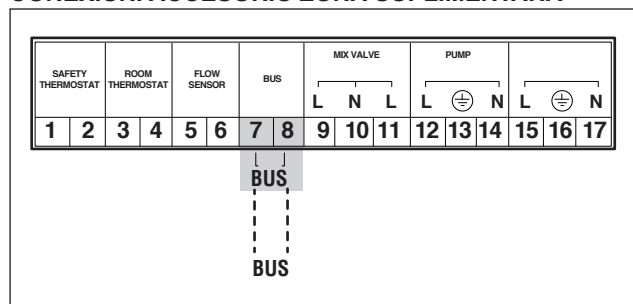 MIX VALVE PUMP
SAFETY THERMOSTAT ROOM THERMOSTAT FLOW SENSOR BUS
L N L L N L N
1 2 3 4 5 6 7 8 9 10 11 12 13 14 15 16 17
BUS
BUS